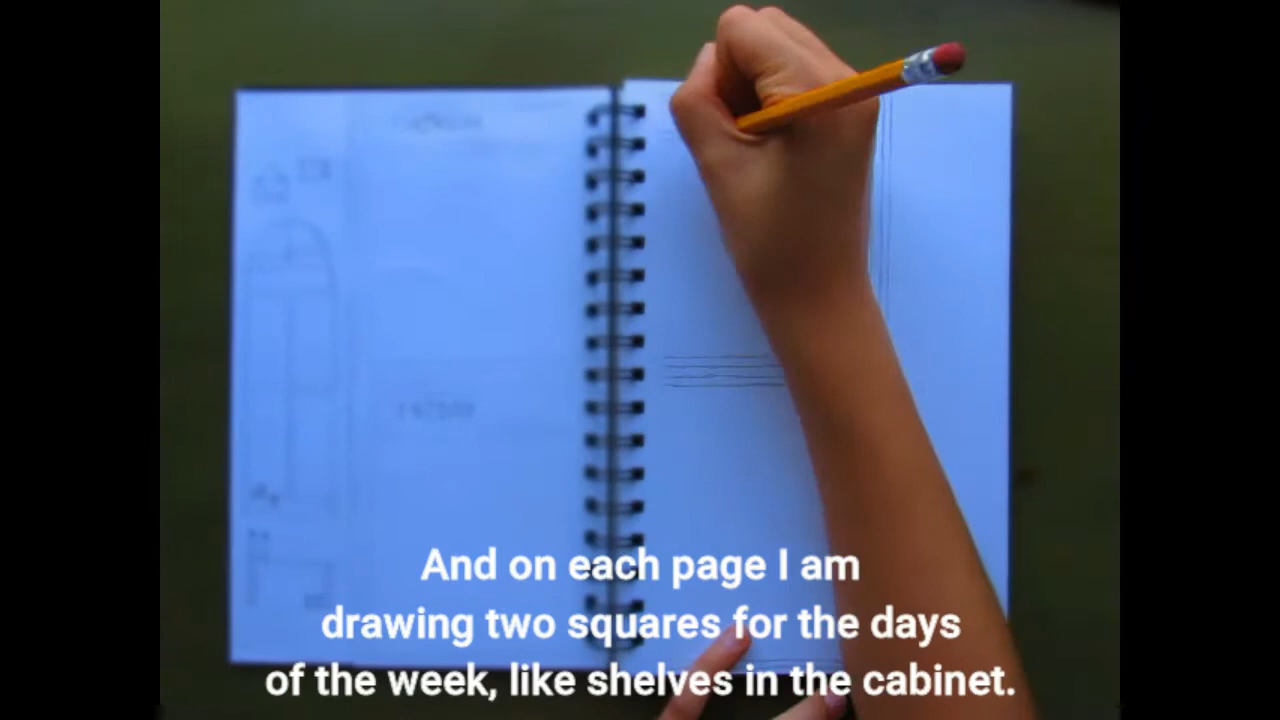 And on each page I am
drawing two squares for the days
of the week, like shelves in the cabinet.